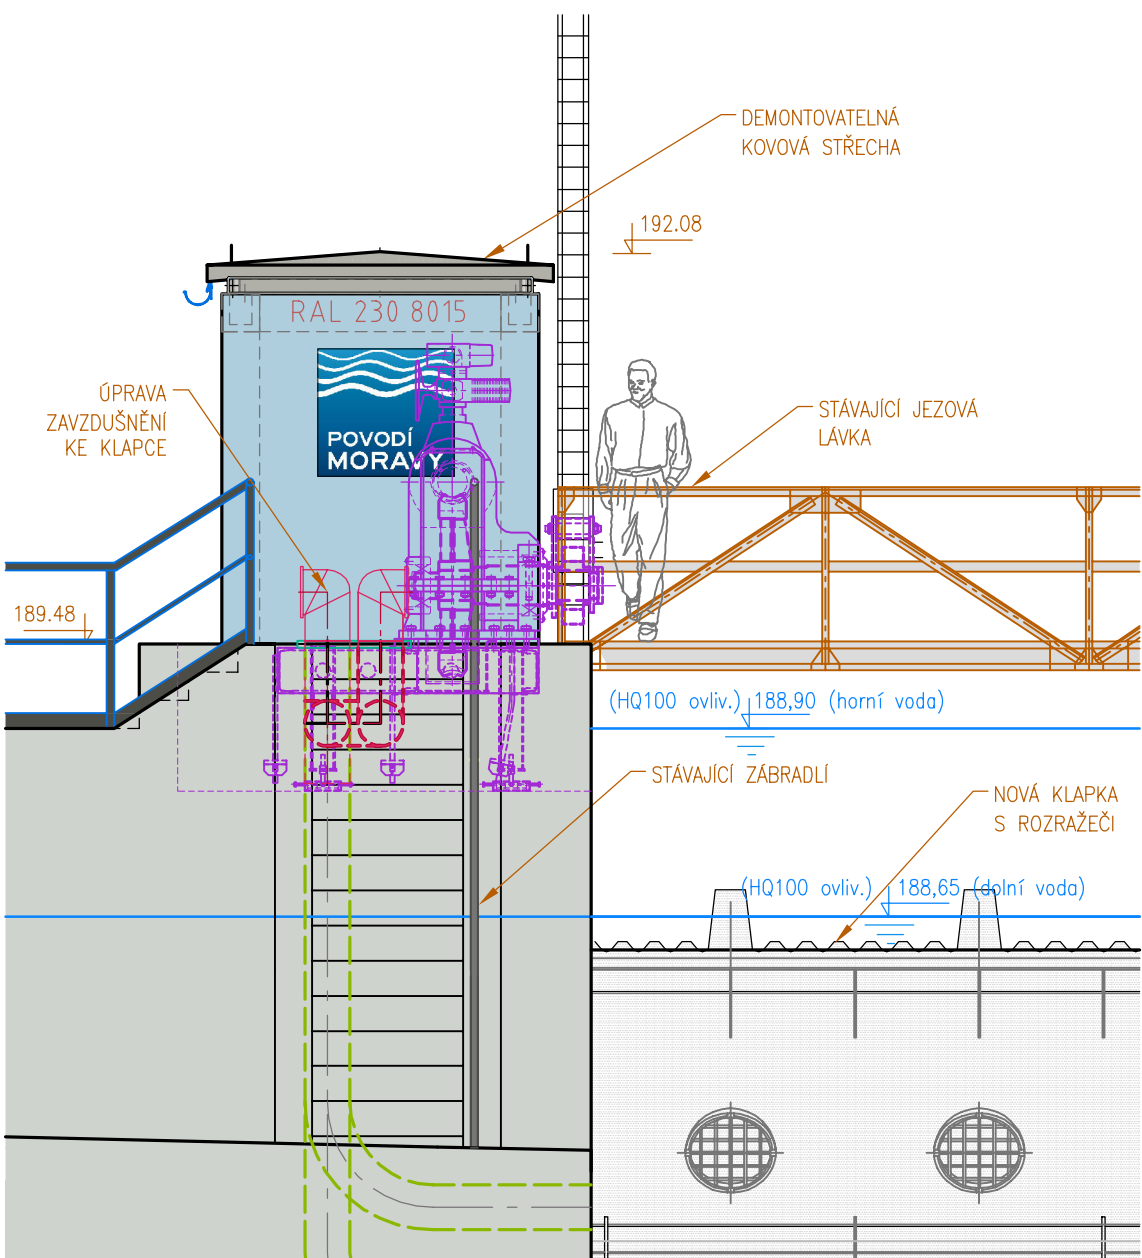 DEMONTOVATELNÁ
KOVOVÁ STŘECHA
192.08
RAL 230 8015
ÚPRAVA
ZAVZDUŠNĚNÍ
KE KLAPCE
POVODÍ
MORAVY
STÁVAJÍCÍ JEZOVÁ
LÁVKA
189.48
(HQ100 ovliv.) 188,90 (horní voda)
STÁVAJÍCÍ ZÁBRADLÍ
NOVÁ KLAPKA
S ROZRAŽEČI
(HQ100 ovliv.) 188,65 (dolní voda)